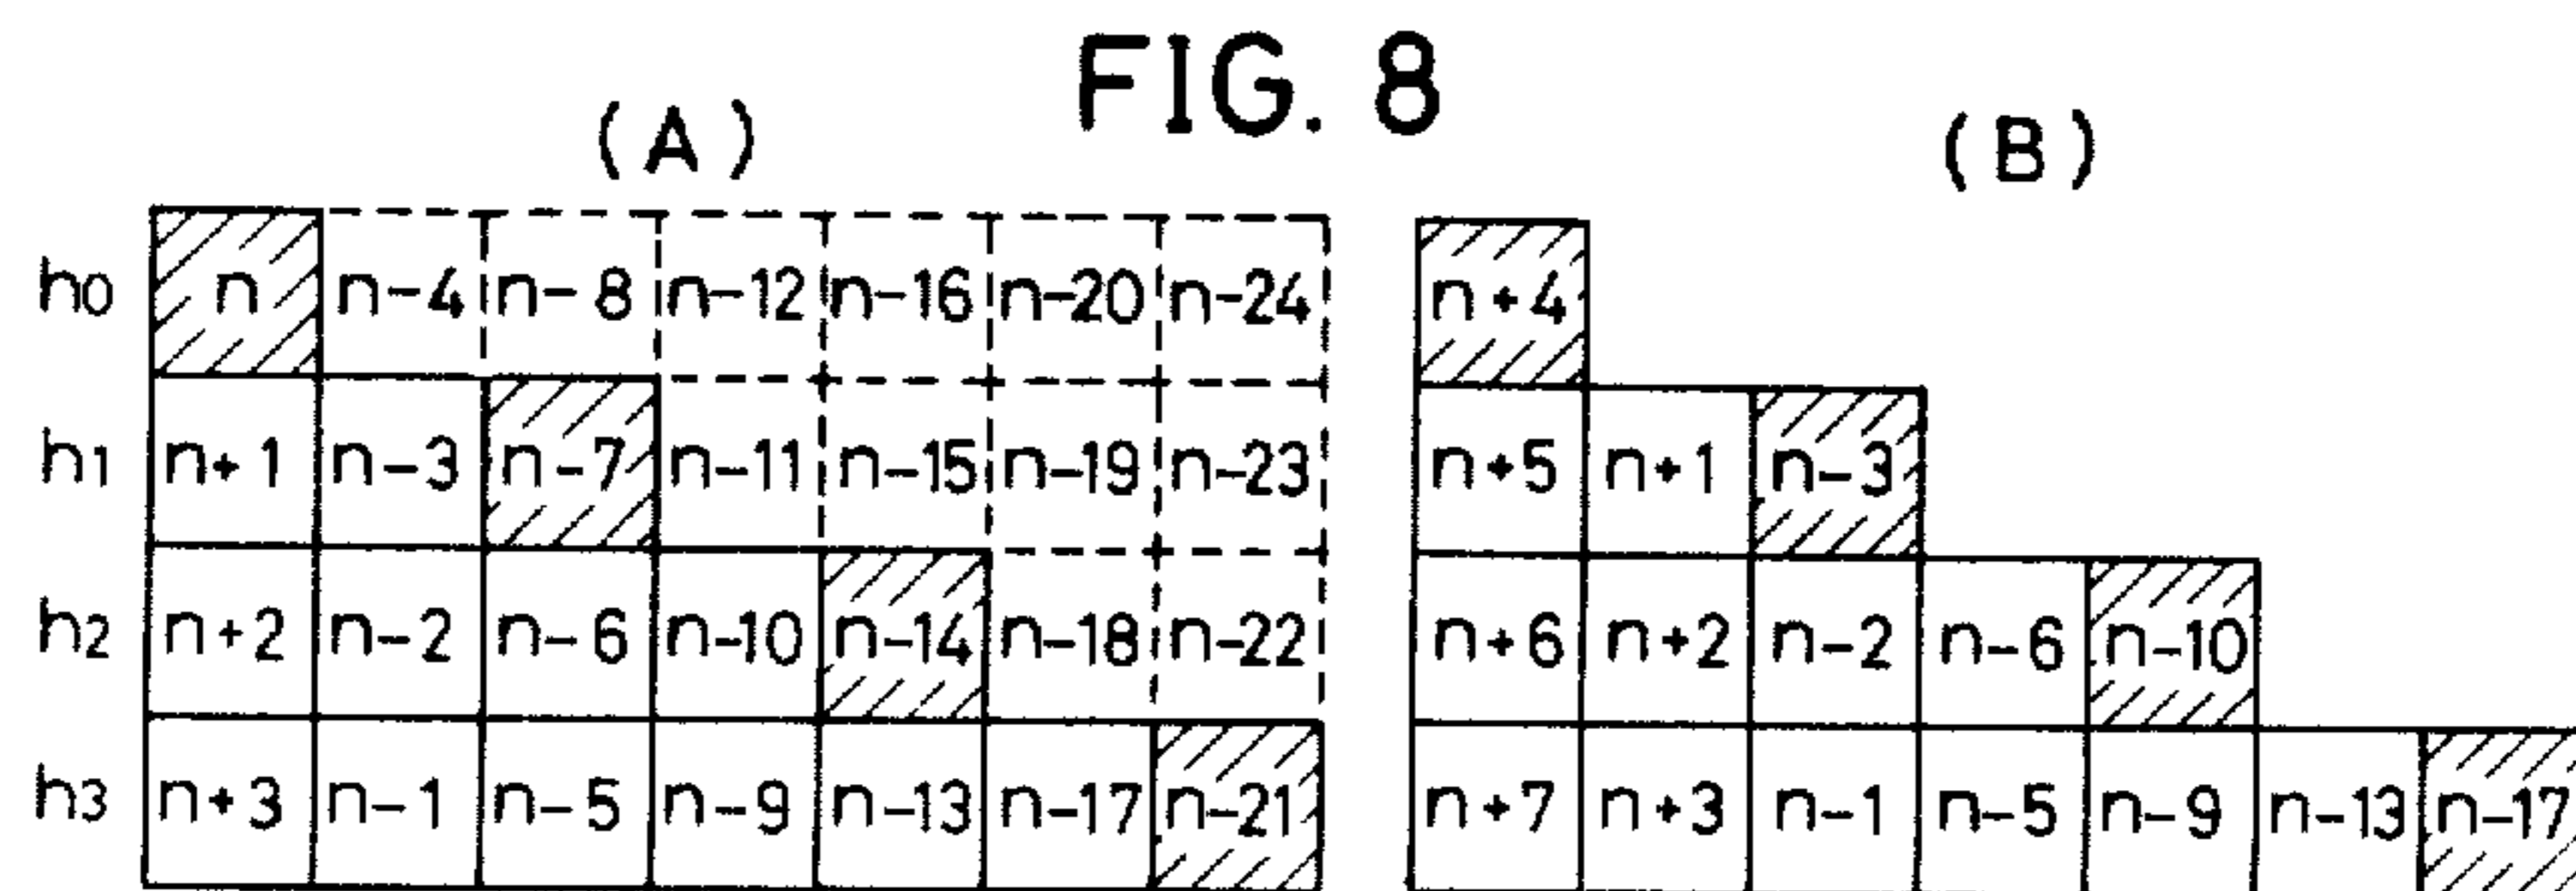 FIG. 8
(A) (B)
h0 n n-4 n-8 n-12 n-16 n-20 n-24 n+4
h1 n+1 n-3 n-7 n-11 n-15 n-19 n-23 n+5 n+1 n-3
h2 n+2 n-2 n-6 n-10 n-14 n-18 n-22 n+6 n+2 n-2 n-6 n-10
h3 n+3 n-1 n-5 n-9 n-13 n-17 n-21 n+7 n+3 n-1 n-5 n-9 n-13 n-17